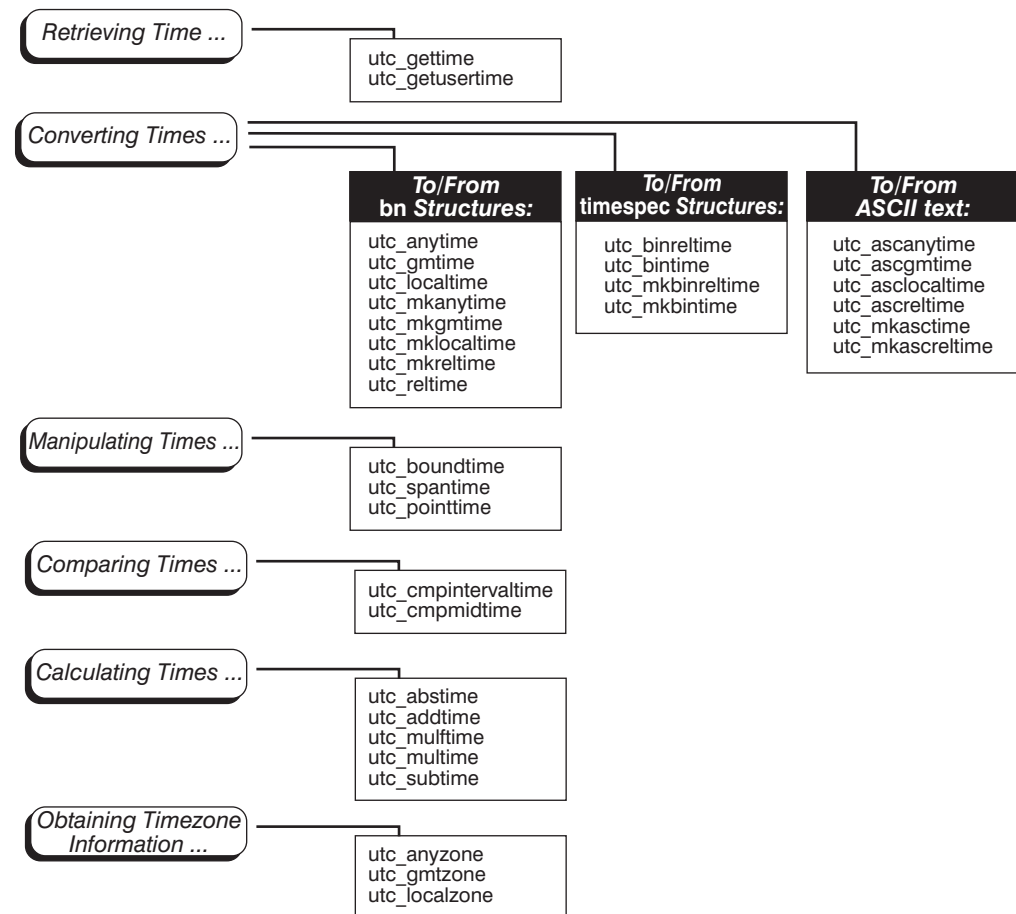 Retrieving Time ...
utc_gettime
utc_getusertime
Converting Times ...
To/From
bn Structures:
utc_anytime
utc_gmtime
utc_localtime
utc_mkanytime
utc_mkgmtime
utc_mklocaltime
utc_mkreltime
utc_reltime
To/From
timespec Structures:
utc_binreltime
utc_bintime
utc_mkbinreltime
utc_mkbintime
To/From
ASCII text:
utc_ascanytime
utc_ascgmtime
utc_asclocaltime
utc_ascreltime
utc_mkasctime
utc_mkascreltime
Manipulating Times ...
utc_boundtime
utc_spantime
utc_pointtime
Comparing Times ...
utc_cmpintervaltime
utc_cmpmidtime
Calculating Times ...
utc_abstime
utc_addtime
utc_mulftime
utc_multime
utc_subtime
Obtaining Timezone
Information ...
utc_anyzone
utc_gmtzone
utc_localzone